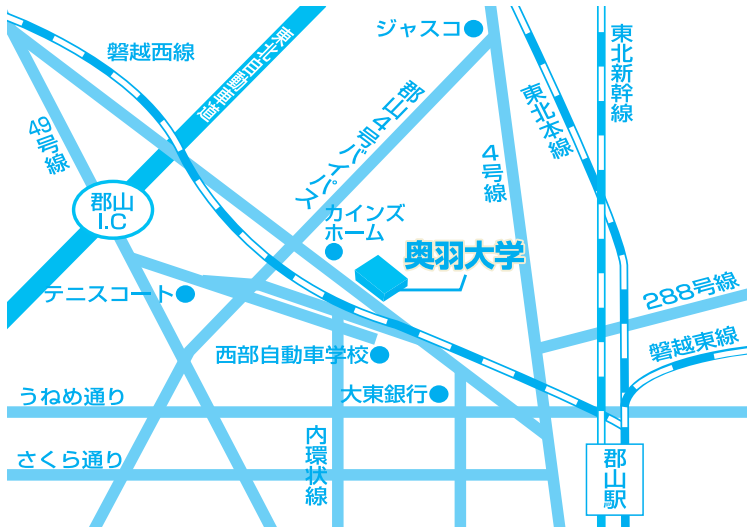 ジャスコ
磐越西線
東北自動車道
東北新幹線
東北本線
49号線
郡山4号バイパス
4号線
郡山
I.C
カインズ
ホーム
奥羽大学
テニスコート
288号線
磐越東線
西部自動車学校
大東銀行
うねめ通り
内環状線
さくら通り
郡山駅